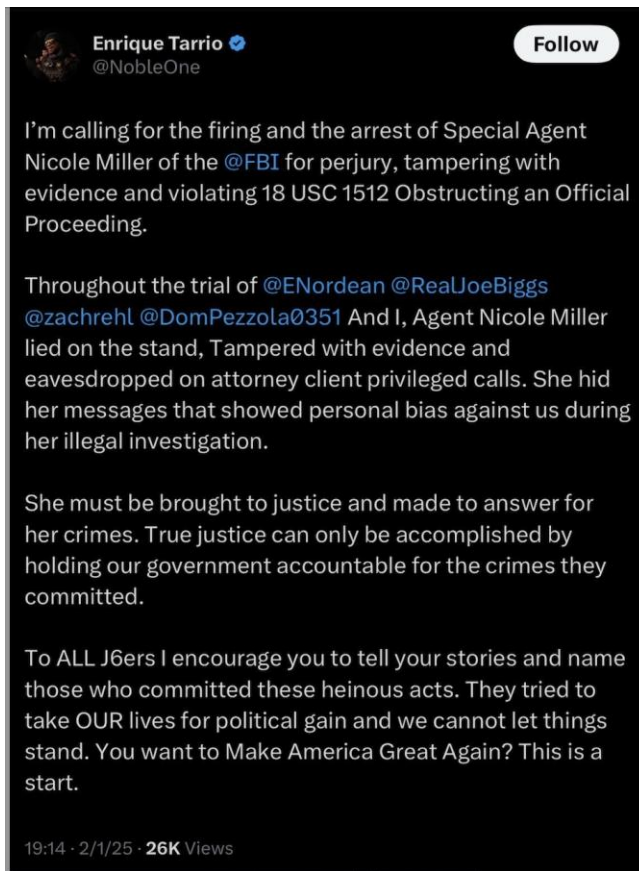 Enrique Tarrio
@NobleOne
Follow
I’m calling for the firing and the arrest of Special Agent
Nicole Miller of the @FBI for perjury, tampering with
evidence and violating 18 USC 1512 Obstructing an Official
Proceeding.
Throughout the trial of @ENordean @RealJoeBiggs
@zachrehl @DomPezzola0351 And I, Agent Nicole Miller
lied on the stand, Tampered with evidence and
eavesdropped on attorney client privileged calls. She hid
her messages that showed personal bias against us during
her illegal investigation.
She must be brought to justice and made to answer for
her crimes. True justice can only be accomplished by
holding our government accountable for the crimes they
committed.
To ALL J6ers I encourage you to tell your stories and name
those who committed these heinous acts. They tried to
take OUR lives for political gain and we cannot let things
stand. You want to Make America Great Again? This is a
start.
19:14 · 2/1/25 · 26K Views